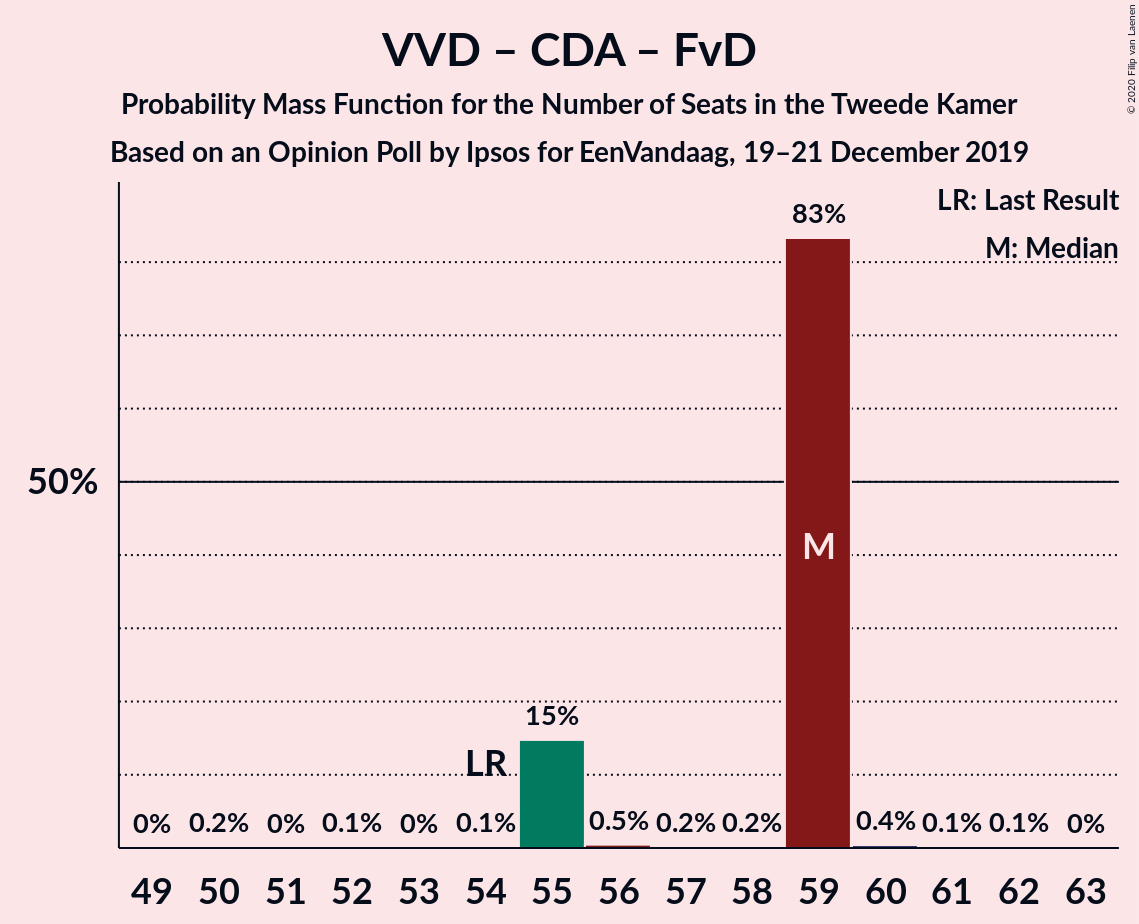 VVD – CDA – FvD
Probability Mass Function for the Number of Seats in the Tweede Kamer
Based on an Opinion Poll by Ipsos for EenVandaag, 19–21 December 2019
© 2020 Filip van Laenen
LR: Last Result
M: Median
83%
50%
M
15%
LR
0% 0.2% 0% 0.1% 0% 0.1% 0.5% 0.2% 0.2% 0.4% 0.1% 0.1% 0%
49 50 51 52 53 54 55 56 57 58 59 60 61 62 63